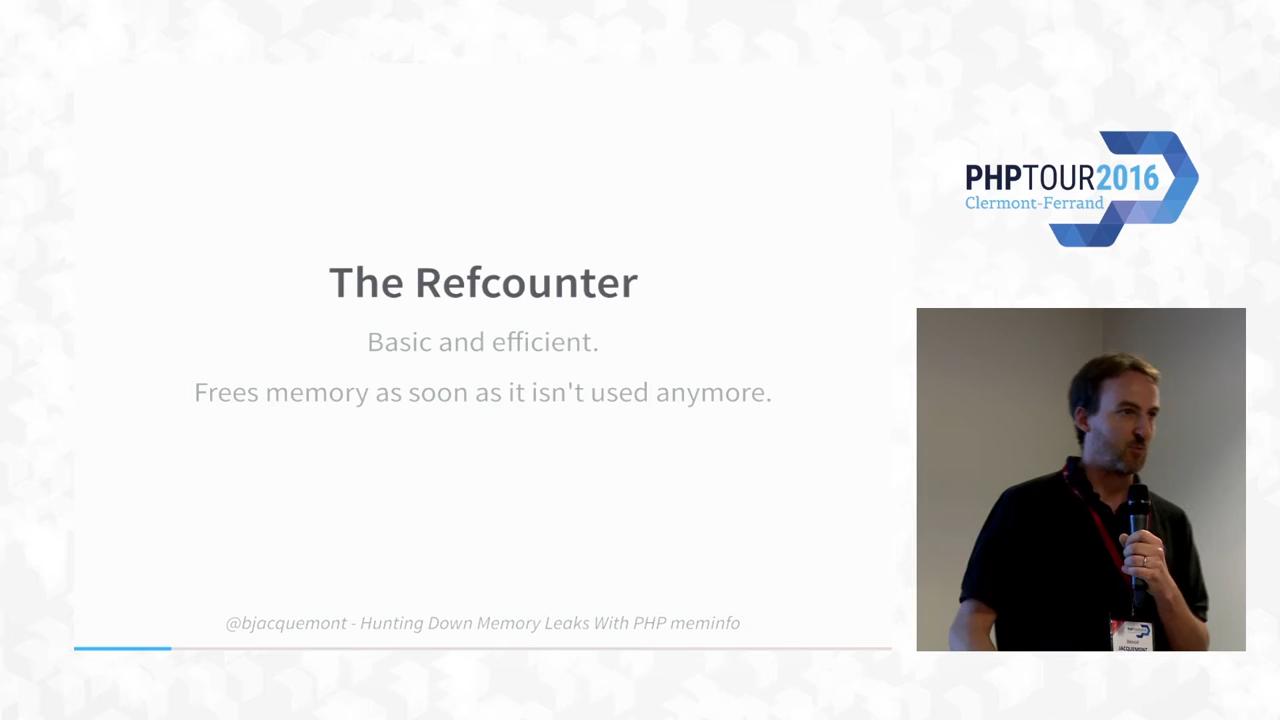 The Refcounter
Basic and efficient.
Frees memory as soon as it isn't used anymore.
@bjacquemont - Hunting Down Memory Leaks With PHP meminfo
PHPTOUR2016
Clermont-Ferrand
JACQUEMONT